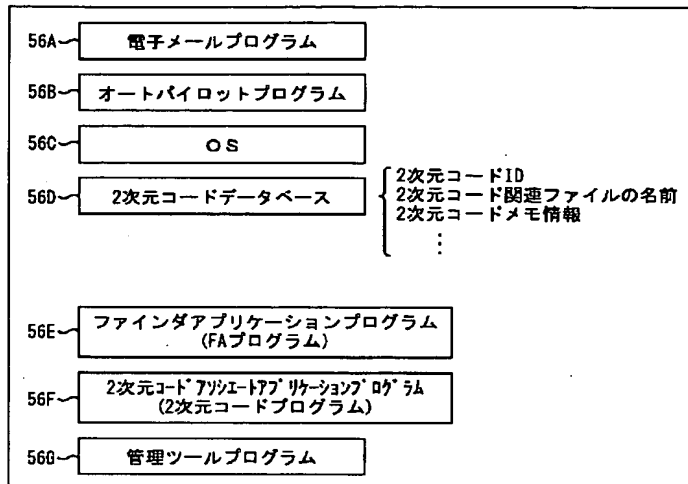 56A 電子メールプログラム
56B オートパイロットプログラム
56C OS
56D 2次元コードデータベース
2次元コードID
2次元コード関連ファイルの名前
2次元コードメモ情報
⋮
56E ファインダアプリケーションプログラム
(FAプログラム)
56F 2次元コードアソシエートアプリケーションプログラム
(2次元コードプログラム)
56G 管理ツールプログラム